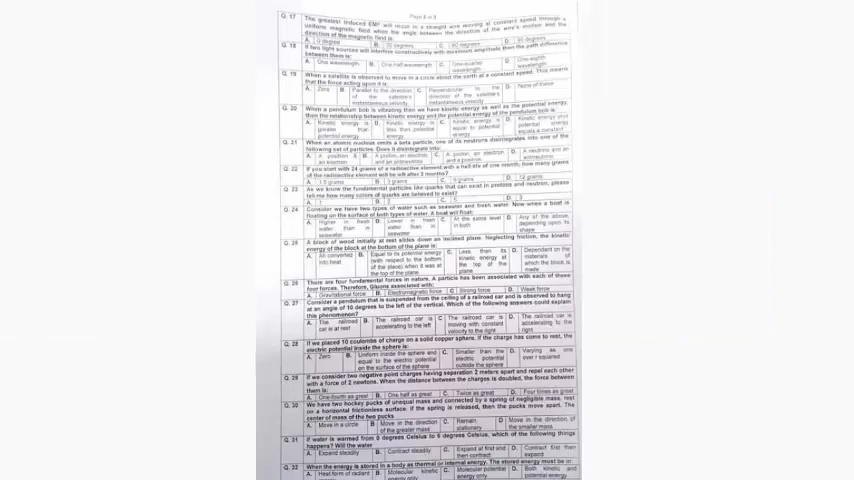 Page 2 of 3
Q. 17 The greatest induced EMF will occur in a straight wire moving at constant speed through a
uniform magnetic field when the angle between the direction of the wire's motion and the
direction of the magnetic field is:
A. 0 degree B. 30 degrees C. 60 degrees D. 90 degrees
Q. 18 If two light sources will interfere constructively with maximum amplitude then the path difference
between them is:
A. One wavelength B. One half wavelength C. One-quarter wavelength D. One-eighth wavelength
Q. 19 When a satellite is observed to move in a circle about the earth at a constant speed. This means
that the force acting upon it is:
A. Zero B. Parallel to the direction of the satellite's instantaneous velocity C. Perpendicular to the direction of the satellite's instantaneous velocity D. None of these
Q. 20 When a pendulum bob is vibrating then we have kinetic energy as well as the potential energy,
then the relationship between kinetic energy and the potential energy of the pendulum bob is:
A. Kinetic energy is greater than potential energy B. Kinetic energy is less then potential energy C. Kinetic energy is equal to potential energy D. Kinetic energy plus potential energy equals a constant
Q. 21 When an atomic nucleus emits a beta particle, one of its neutrons disintegrates into one of the
following set of particles. Does it disintegrate into:
A. A positron & an electron B. A proton, an electron, and an antineutrino C. A proton, an electron and a positron D. A neutrino and an antineutrino
Q. 22 If you start with 24 grams of a radioactive element with a half-life of one month, how many grams
of the radioactive element will be left after 3 months?
A. 1.5 grams B. 3 grams C. 6 grams D. 12 grams
Q. 23 As we know the fundamental particles like quarks that can exist in protons and neutron, please
tell me how many colors of quarks are believed to exist?
A. 1 B. 2 C. 5 D. 3
Q. 24 Consider we have two types of water such as seawater and fresh water. Now when a boat is
floating on the surface of both types of water. A boat will float:
A. Higher in fresh water than in seawater B. Lower in fresh water than in seawater C. At the same level in both D. Any of the above, depending upon its shape
Q. 25 A block of wood initially at rest slides down an inclined plane. Neglecting friction, the kinetic
energy of the block at the bottom of the plane is:
A. All converted into heat B. Equal to its potential energy (with respect to the bottom of the place) when it was at the top of the plane C. Less than its kinetic energy at the top of the plane D. Dependent on the materials of which the block is made
Q. 26 There are four fundamental forces in nature. A particle has been associated with each of these
four forces. Therefore, Gluons associated with:
A. Gravitational force B. Electromagnetic force C Strong force D. Weak force
Q. 27 Consider a pendulum that is suspended from the ceiling of a railroad car and is observed to hang
at an angle of 10 degrees to the left of the vertical. Which of the following answers could explain
this phenomenon?
A. The railroad car is at rest B. The railroad car is accelerating to the left C The railroad car is moving with constant velocity to the right D. The railroad car is accelerating to the right
Q. 28 If we placed 10 coulombs of charge on a solid copper sphere. If the charge has come to rest, the
electric potential inside the sphere is:
A. Zero B. Uniform inside the sphere and equal to the electric potential on the surface of the sphere C. Smaller than the electric potential outside the sphere D. Varying as one over r squared
Q. 29 If we consider two negative point charges having separation 2 meters apart and repel each other
with a force of 2 newtons. When the distance between the charges is doubled, the force between
them is:
A. One-fourth as great B. One half as great C. Twice as great D. Four times as great
Q. 30 We have two hockey pucks of unequal mass and connected by a spring of negligible mass, rest
on a horizontal frictionless surface. If the spring is released, then the pucks move apart. The
center of mass of the two pucks
A. Move in a circle B Move in the direction of the greater mass C. Remain stationary D Move in the direction of the smaller mass
Q. 31 If water is warmed from 0 degrees Celsius to 5 degrees Celsius, which of the following things
happens? Will the water
A. Expand steadily B. Contract steadily C. Expand at first and then contract D. Contract first then expand
Q. 32 When the energy is stored in a body as thermal or internal energy. The stored energy must be in:
A. Heat form of radiant B. Molecular kinetic energy only C. Molecular potential energy only D. Both kinetic and potential energy